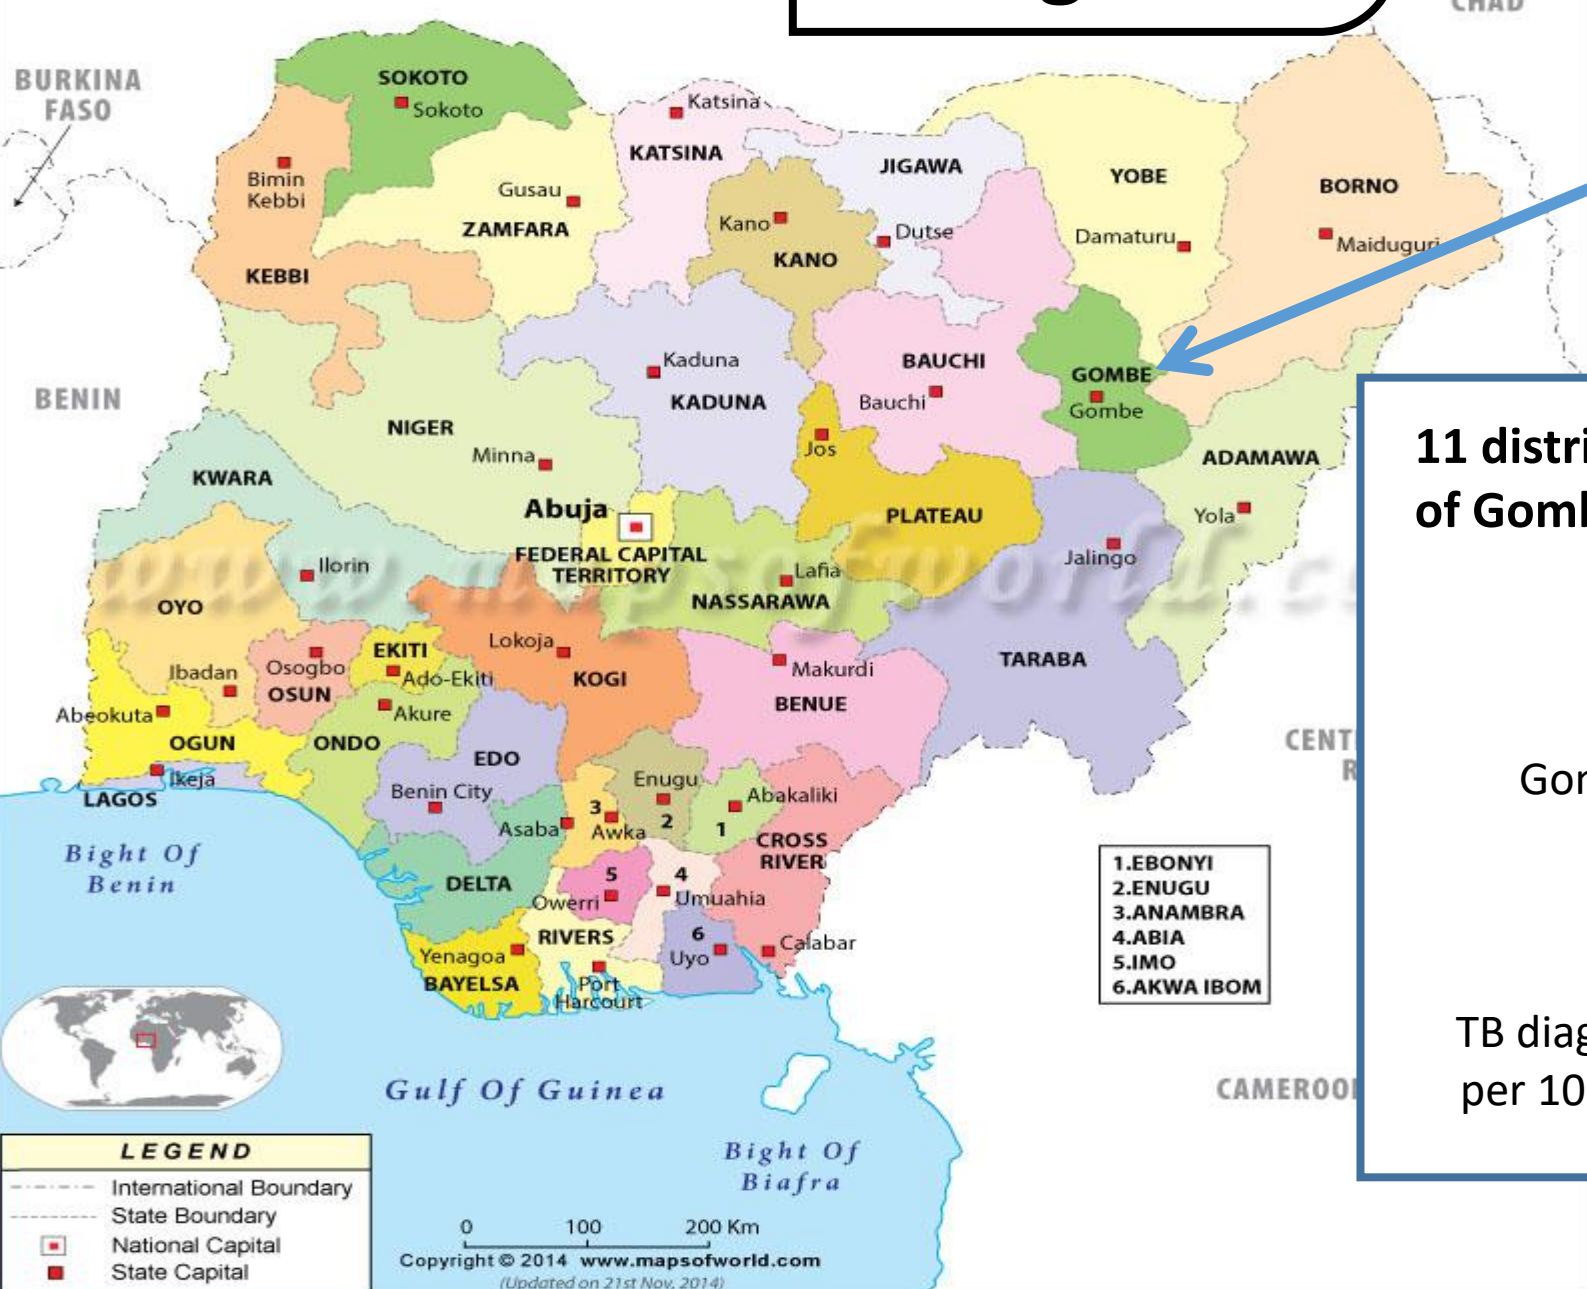 CHAD
BURKINA
FASO
SOKOTO
Sokoto
Katsina
KATSINA
JIGAWA
YOBE
BORNO
Bimin
Kebbi
Gusau
ZAMFARA
Kano
KANO
Dutse
Damaturu
Maiduguri
KEBBI
Kaduna
KADUNA
BAUCHI
Bauchi
GOMBE
Gombe
BENIN
NIGER
Minna
Jos
ADAMAWA
Yola
KWARA
Abuja
FEDERAL CAPITAL
TERRITORY
PLATEAU
Jalingo
Ilorin
Lafia
NASSARAWA
www.mapsofworld.c
OYO
Ibadan
Osogbo
OSUN
EKITI
Ado-Ekiti
Lokoja
KOGI
Makurdi
BENUE
TARABA
Abeokuta
OGUN
Akure
ONDO
EDO
Benin City
Ikeja
LAGOS
Enugu
2
Abakaliki
1
3
Awka
Asaba
CROSS
RIVER
DELTA
5
Owerri
4
Umuahia
RIVERS
6
Uyo
Calabar
Yenagoa
BAYELSA
Port
Harcourt
Bight Of
Benin
Gulf Of Guinea
Bight Of
Biafra
CAMEROO
1.EBONYI
2.ENUGU
3.ANAMBRA
4.ABIA
5.IMO
6.AKWA IBOM
11 distri
of Goml
Gor
TB diag
per 10
LEGEND
International Boundary
State Boundary
National Capital
State Capital
0 100 200 Km
Copyright © 2014 www.mapsofworld.com
(Updated on 21st Nov, 2014)